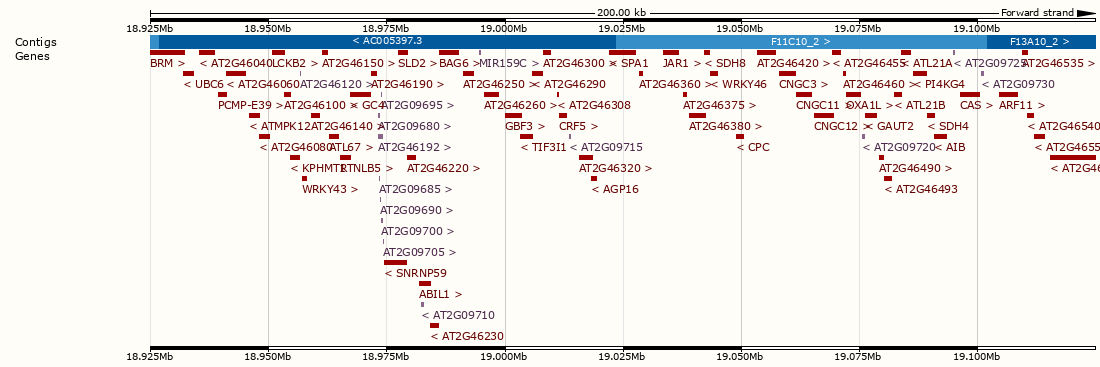 200.00 kb Forward strand
18.925Mb 18.950Mb 18.975Mb 19.000Mb 19.025Mb 19.050Mb 19.075Mb 19.100Mb
Contigs < AC005397.3 F11C10_2 > F13A10_2 >
Genes
BRM > < AT2G46040 LCKB2 > AT2G46150 > SLD2 > BAG6 > MIR159C > AT2G46300 > < SPA1 JAR1 > < SDH8 AT2G46420 > AT2G46455 > < ATL21A < AT2G09725 AT2G46535 >
< UBC6 < AT2G46060 AT2G46120 > AT2G46190 > AT2G46250 > < AT2G46290 AT2G46360 > < WRKY46 CNGC3 > AT2G46460 > < PI4KG4 < AT2G09730
PCMP-E39 > AT2G46100 > < GC4 AT2G09695 > AT2G46260 > < AT2G46308 AT2G46375 > CNGC11 > OXA1L > < ATL21B CAS > ARF11 >
< ATMPK12 AT2G46140 > AT2G09680 > GBF3 > CRF5 > AT2G46380 > CNGC12 > < GAUT2 < SDH4 < AT2G46540
< AT2G46080 ATL67 > AT2G46192 > < TIF3I1 < AT2G09715 < CPC < AT2G09720 < AIB < AT2G4655
< KPHMT1 RTNLB5 > AT2G46220 > AT2G46320 > AT2G46490 > < AT2G46
WRKY43 > AT2G09685 > < AGP16 < AT2G46493
AT2G09690 >
AT2G09700 >
AT2G09705 >
< SNRNP59
ABIL1 >
< AT2G09710
< AT2G46230
18.925Mb 18.950Mb 18.975Mb 19.000Mb 19.025Mb 19.050Mb 19.075Mb 19.100Mb